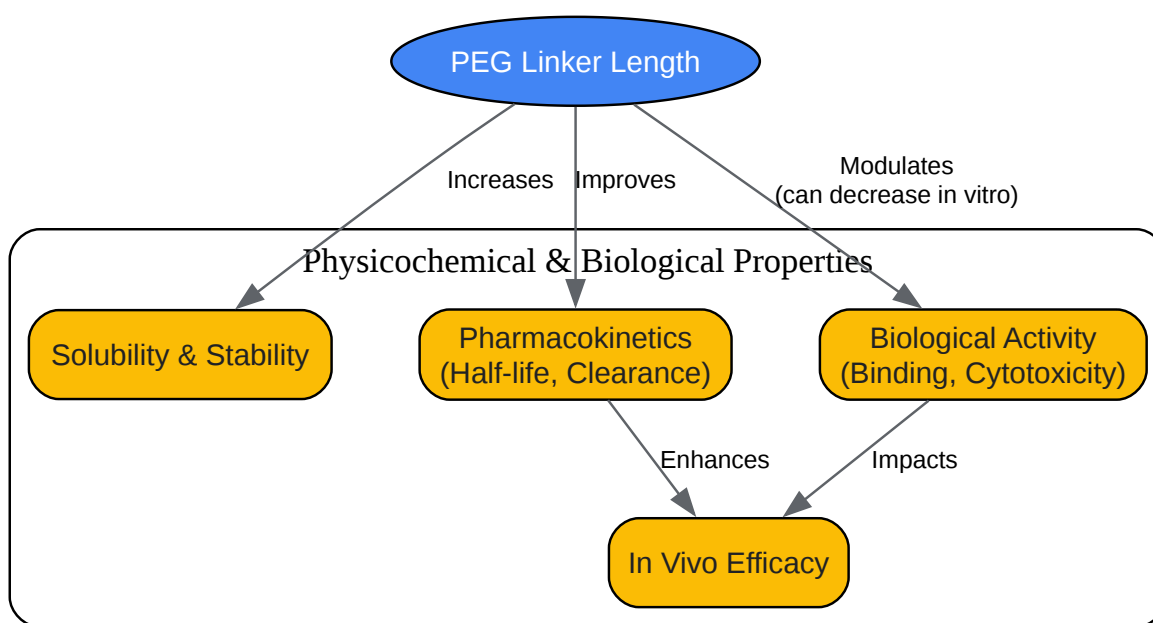 PEG Linker Length
Increases
Improves
Modulates
(can decrease in vitro)
Physicochemical & Biological Properties
Solubility & Stability
Pharmacokinetics
(Half-life, Clearance)
Biological Activity
(Binding, Cytotoxicity)
Enhances
Impacts
In Vivo Efficacy